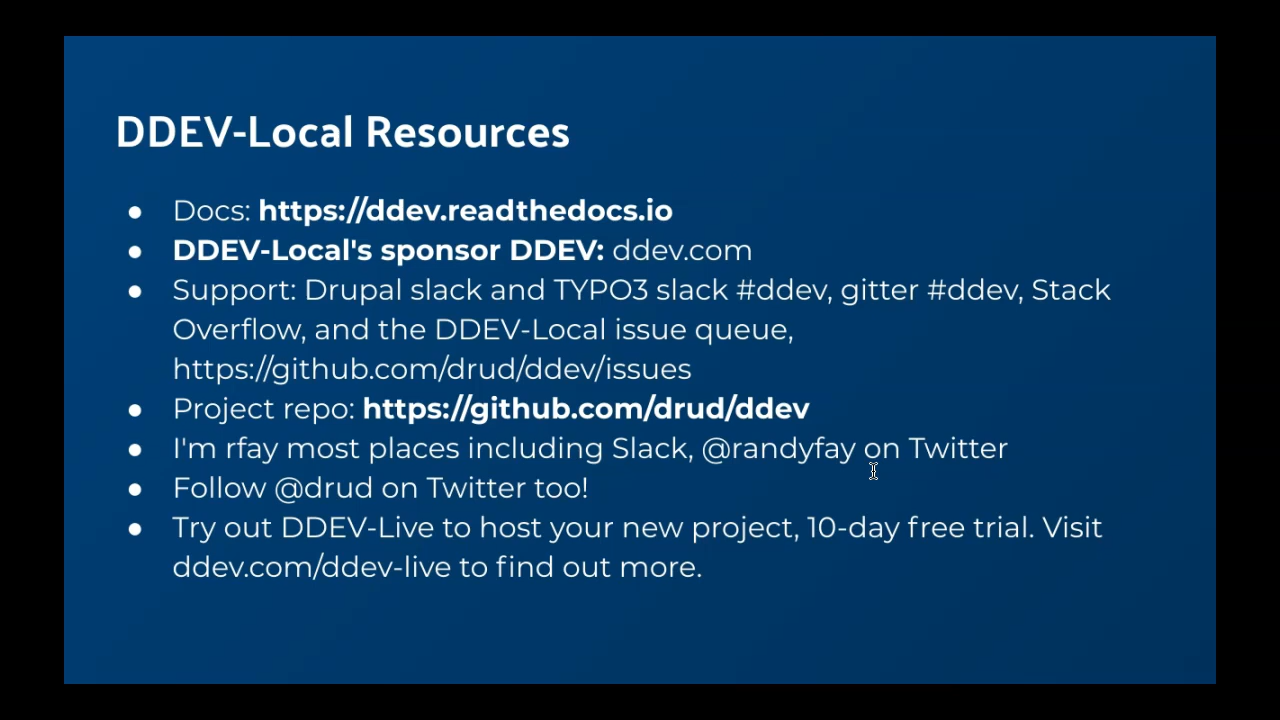 DDEV-Local Resources
● Docs: https://ddev.readthedocs.io
● DDEV-Local's sponsor DDEV: ddev.com
● Support: Drupal slack and TYPO3 slack #ddev, gitter #ddev, Stack
Overflow, and the DDEV-Local issue queue,
https://github.com/drud/ddev/issues
● Project repo: https://github.com/drud/ddev
● I'm rfay most places including Slack, @randyfay on Twitter
● Follow @drud on Twitter too!
● Try out DDEV-Live to host your new project, 10-day free trial. Visit
ddev.com/ddev-live to find out more.